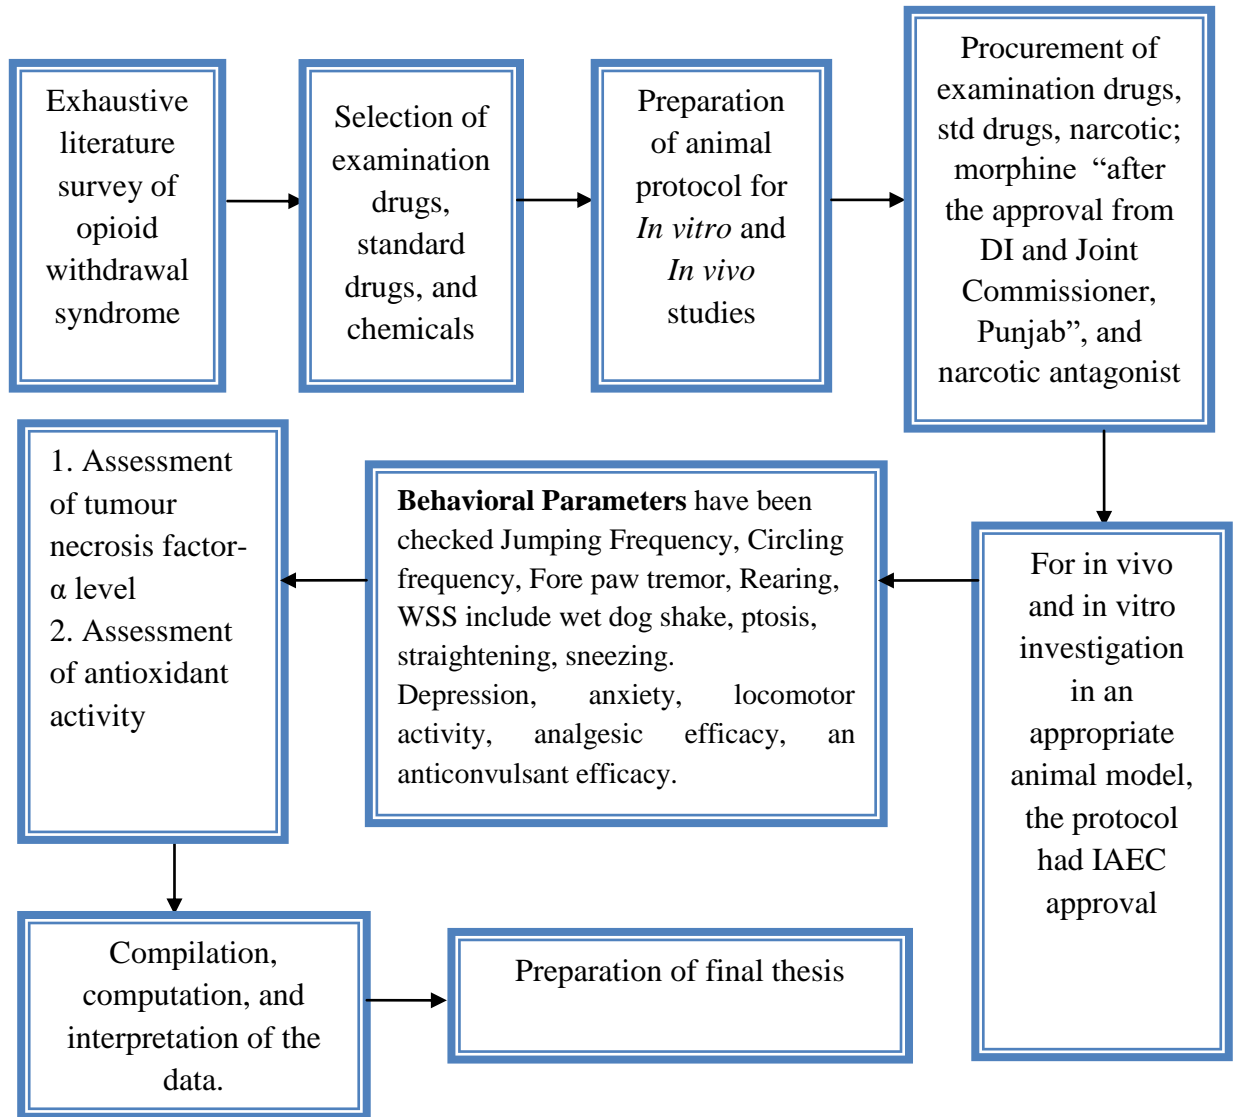 Exhaustive
literature
survey of
opioid
withdrawal
syndrome
Selection of
examination
drugs,
standard
drugs, and
chemicals
Preparation
of animal
protocol for
In vitro and
In vivo
studies
Procurement of
examination drugs,
std drugs, narcotic;
morphine “after
the approval from
DI and Joint
Commissioner,
Punjab”, and
narcotic antagonist
For in vivo
and in vitro
investigation
in an
appropriate
animal model,
the protocol
had IAEC
approval
Behavioral Parameters have been
checked Jumping Frequency, Circling
frequency, Fore paw tremor, Rearing,
WSS include wet dog shake, ptosis,
straightening, sneezing.
Depression, anxiety, locomotor
activity, analgesic efficacy, an
anticonvulsant efficacy.
1. Assessment
of tumour
necrosis factor-
α level
2. Assessment
of antioxidant
activity
Compilation,
computation, and
interpretation of the
data.
Preparation of final thesis